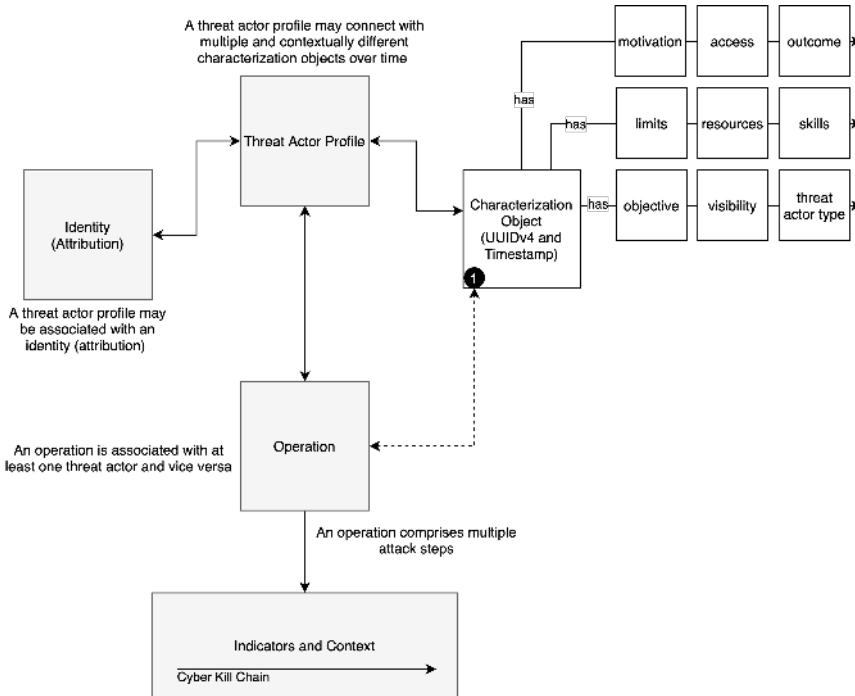 A threat actor profile may connect with
multiple and contextually different
characterization objects over time
motivation
access
outcome
has
limits
resources
skills
has
Threat Actor Profile
Characterization
Object
(UUIDv4 and
Timestamp)
has
objective
visibility
threat
actor type
Identity
(Attribution)
1
A threat actor profile may
be associated with an
identity (attribution)
An operation is associated with at
least one threat actor and vice versa
Operation
An operation comprises multiple
attack steps
Indicators and Context
Cyber Kill Chain